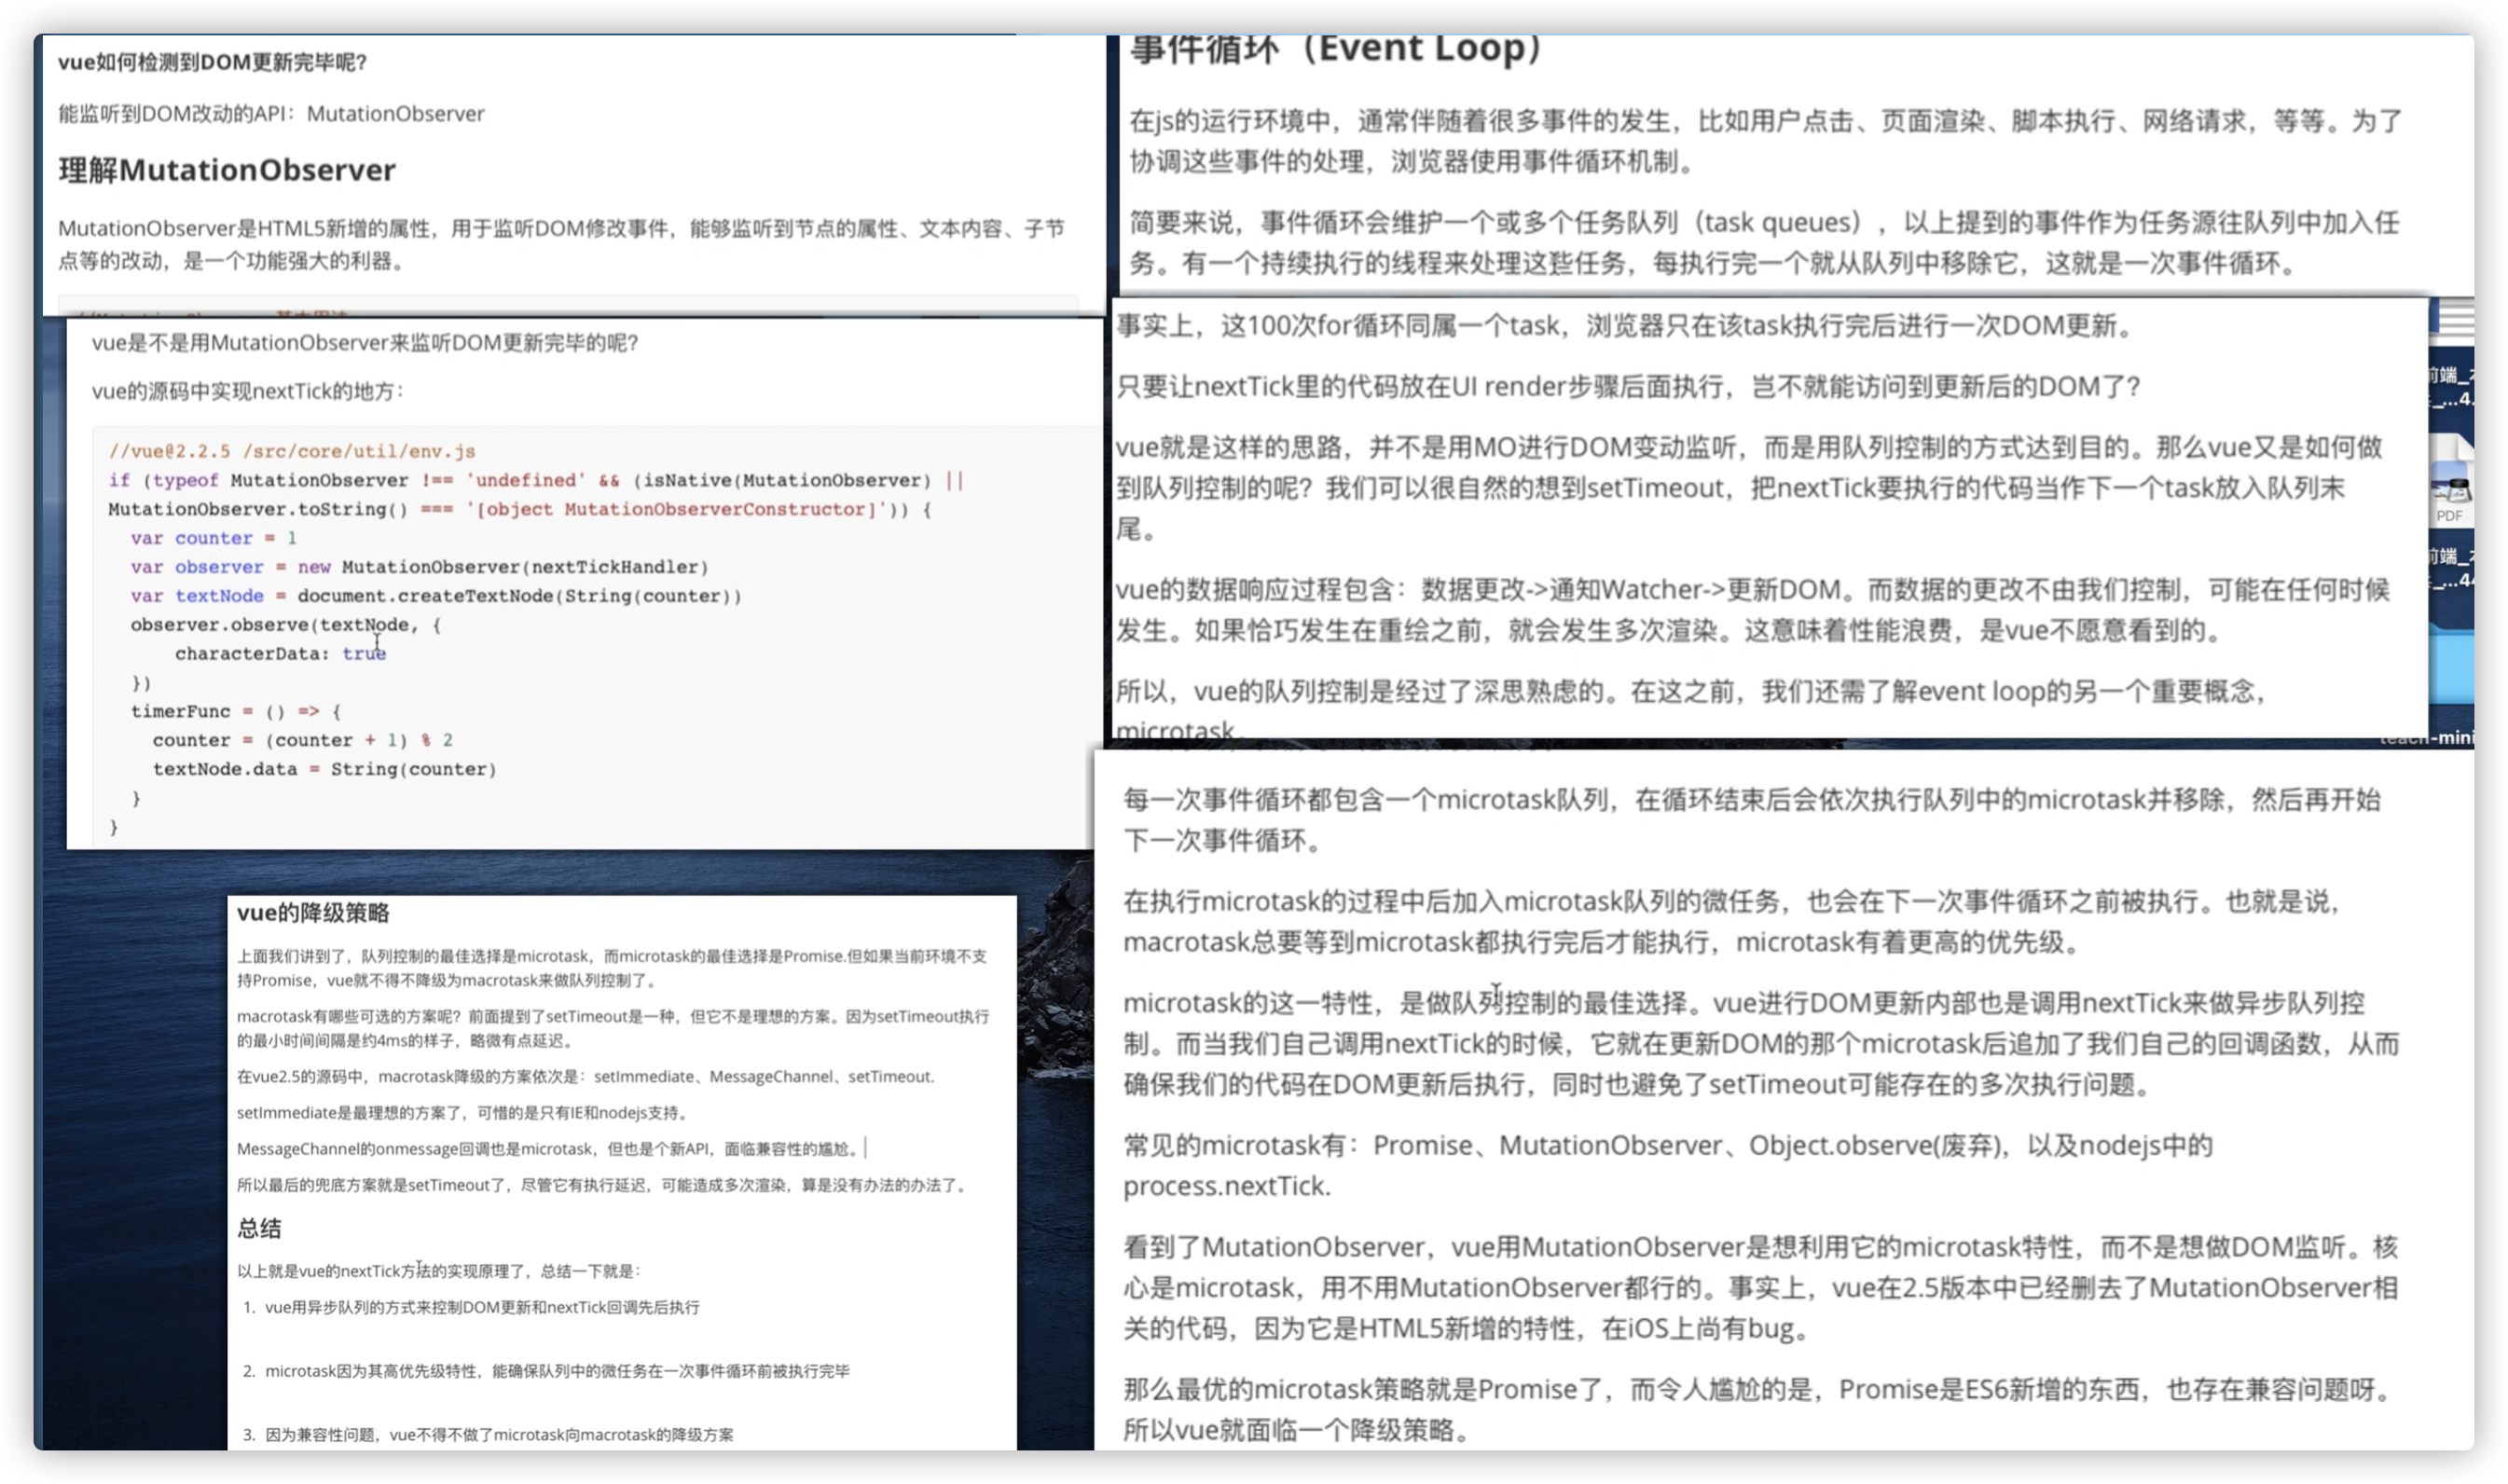 vue如何检测到DOM更新完毕呢?
能监听到DOM改动的API：MutationObserver
理解MutationObserver
MutationObserver是HTML5新增的属性，用于监听DOM修改事件，能够监听到节点的属性、文本内容、子节
点等的改动，是一个功能强大的利器。
vue是不是用MutationObserver来监听DOM更新完毕的呢?
vue的源码中实现nextTick的地方：
//vue@2.2.5 /src/core/util/env.js
if (typeof MutationObserver !== 'undefined' && (isNative(MutationObserver) ||
MutationObserver.toString() === '[object MutationObserverConstructor]')) {
var counter = 1
var observer = new MutationObserver(nextTickHandler)
var textNode = document.createTextNode(String(counter))
observer.observe(textNode, {
characterData: true
})
timerFunc = () => {
counter = (counter + 1) % 2
textNode.data = String(counter)
}
}
vue的降级策略
上面我们讲到了，队列控制的最佳选择是microtask，而microtask的最佳选择是Promise.但如果当前环境不支
持Promise，vue就不得不降级为macrotask来做队列控制了。
macrotask有哪些可选的方案呢？前面提到了setTimeout是一种，但它不是理想的方案。因为setTimeout执行
的最小时间间隔是约4ms的样子，略微有点延迟。
在vue2.5的源码中，macrotask降级的方案依次是：setImmediate、MessageChannel、setTimeout.
setImmediate是最理想的方案了，可惜的是只有IE和nodejs支持。
MessageChannel的onmessage回调也是microtask，但也是个新API，面临兼容性的尴尬。
所以最后的兜底方案就是setTimeout了，尽管它有执行延迟，可能造成多次渲染，算是没有办法的办法了。
总结
以上就是vue的nextTick方法的实现原理了，总结一下就是：
1. vue用异步队列的方式来控制DOM更新和nextTick回调先后执行
2. microtask因为其高优先级特性，能确保队列中的微任务在一次事件循环前被执行完毕
3. 因为兼容性问题，vue不得不做了microtask向macrotask的降级方案
事件循环（Event Loop）
在js的运行环境中，通常伴随着很多事件的发生，比如用户点击、页面渲染、脚本执行、网络请求，等等。为了
协调这些事件的处理，浏览器使用事件循环机制。
简要来说，事件循环会维护一个或多个任务队列（task queues），以上提到的事件作为任务源往队列中加入任
务。有一个持续执行的线程来处理这些任务，每执行完一个就从队列中移除它，这就是一次事件循环。
事实上，这100次for循环同属一个task，浏览器只在该task执行完后进行一次DOM更新。
只要让nextTick里的代码放在UI render步骤后面执行，岂不就能访问到更新后的DOM了？
vue就是这样的思路，并不是用MO进行DOM变动监听，而是用队列控制的方式达到目的。那么vue又是如何做
到队列控制的呢？我们可以很自然的想到setTimeout，把nextTick要执行的代码当作下一个task放入队列末
尾。
vue的数据响应过程包含：数据更改->通知Watcher->更新DOM。而数据的更改不由我们控制，可能在任何时候
发生。如果恰巧发生在重绘之前，就会发生多次渲染。这意味着性能浪费，是vue不愿意看到的。
所以，vue的队列控制是经过了深思熟虑的。在这之前，我们还需了解event loop的另一个重要概念，
microtask.
PDF
teach-mini
每一次事件循环都包含一个microtask队列，在循环结束后会依次执行队列中的microtask并移除，然后再开始
下一次事件循环。
在执行microtask的过程中后加入microtask队列的微任务，也会在下一次事件循环之前被执行。也就是说，
macrotask总要等到microtask都执行完后才能执行，microtask有着更高的优先级。
microtask的这一特性，是做队列控制的最佳选择。vue进行DOM更新内部也是调用nextTick来做异步队列控
制。而当我们自己调用nextTick的时候，它就在更新DOM的那个microtask后追加了我们自己的回调函数，从而
确保我们的代码在DOM更新后执行，同时也避免了setTimeout可能存在的多次执行问题。
常见的microtask有：Promise、MutationObserver、Object.observe(废弃)，以及nodejs中的
process.nextTick.
看到了MutationObserver，vue用MutationObserver是想利用它的microtask特性，而不是想做DOM监听。核
心是microtask，用不用MutationObserver都行的。事实上，vue在2.5版本中已经删去了MutationObserver相
关的代码，因为它是HTML5新增的特性，在iOS上尚有bug。
那么最优的microtask策略就是Promise了，而令人尴尬的是，Promise是ES6新增的东西，也存在兼容问题呀。
所以vue就面临一个降级策略。